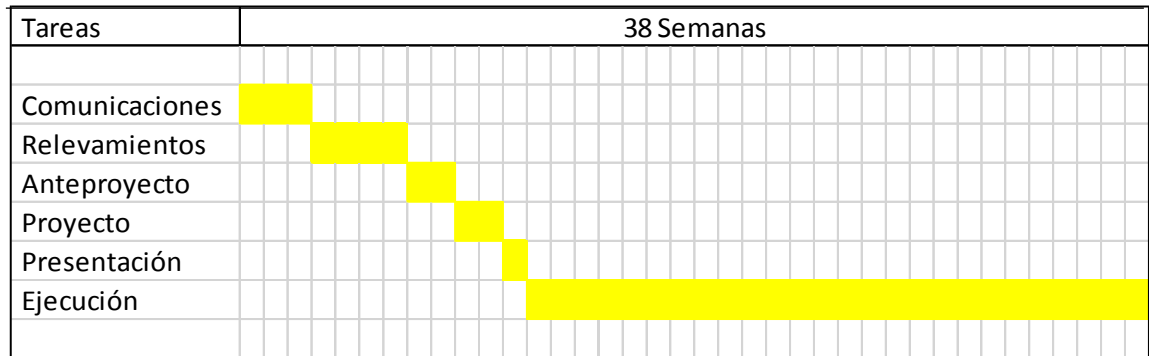 Tareas
38 Semanas
Comunicaciones
Relevamientos
Anteproyecto
Proyecto
Presentación
Ejecución